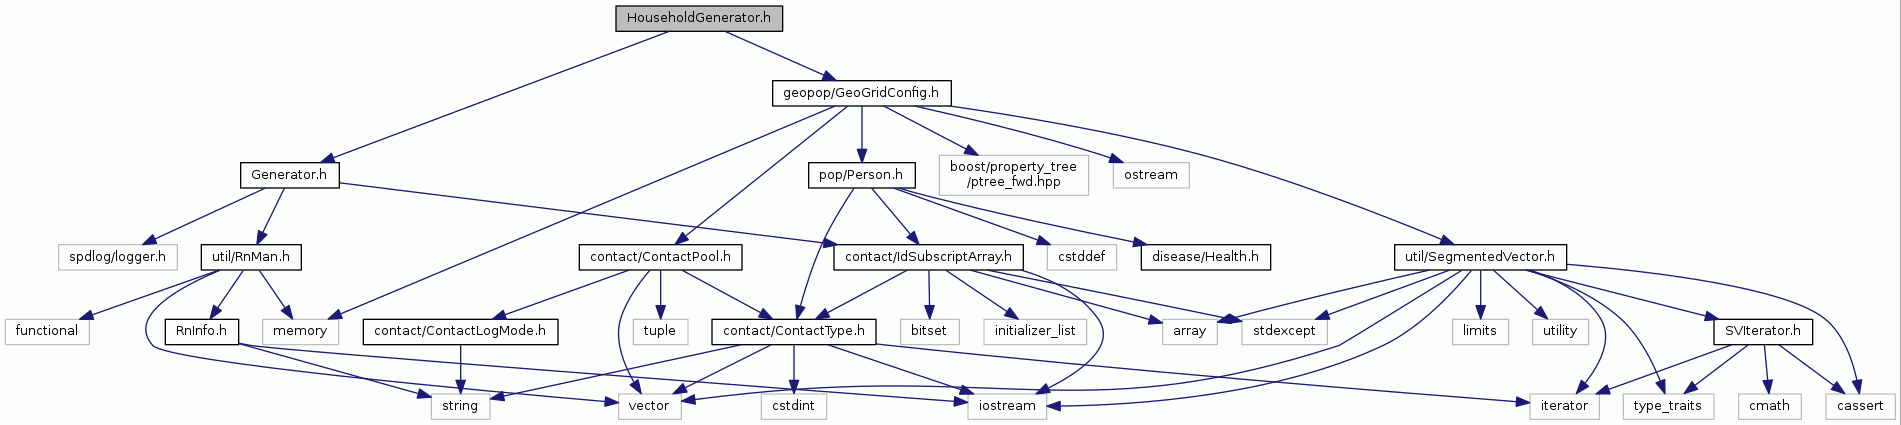 HouseholdGenerator.h
geopop/GeoGridConfig.h
Generator.h
pop/Person.h
boost/property_tree
/ptree_fwd.hpp
ostream
spdlog/logger.h
util/RnMan.h
contact/ContactPool.h
contact/IdSubscriptArray.h
cstddef
disease/Health.h
util/SegmentedVector.h
functional
RnInfo.h
memory
contact/ContactLogMode.h
tuple
contact/ContactType.h
bitset
initializer_list
array
stdexcept
limits
utility
SVIterator.h
string
vector
cstdint
iostream
iterator
type_traits
cmath
cassert